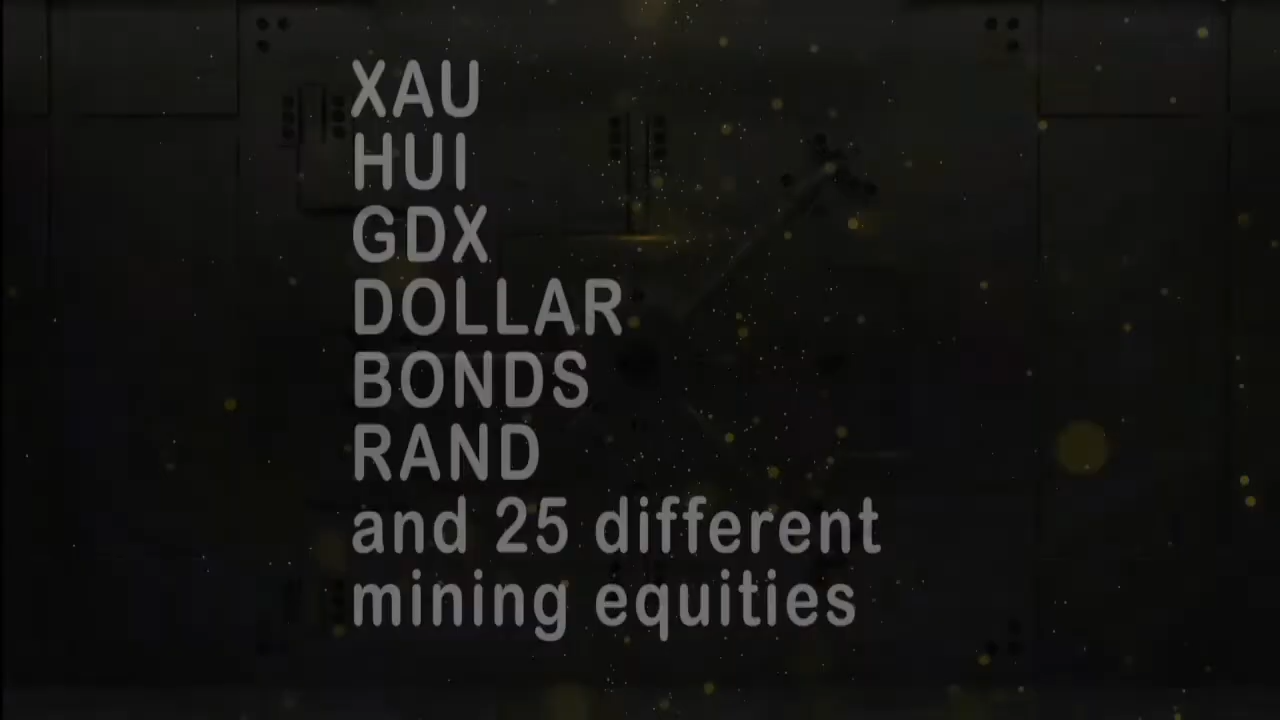 XAU
HUI
GDX
DOLLAR
BONDS
RAND
and 25 different
mining equities